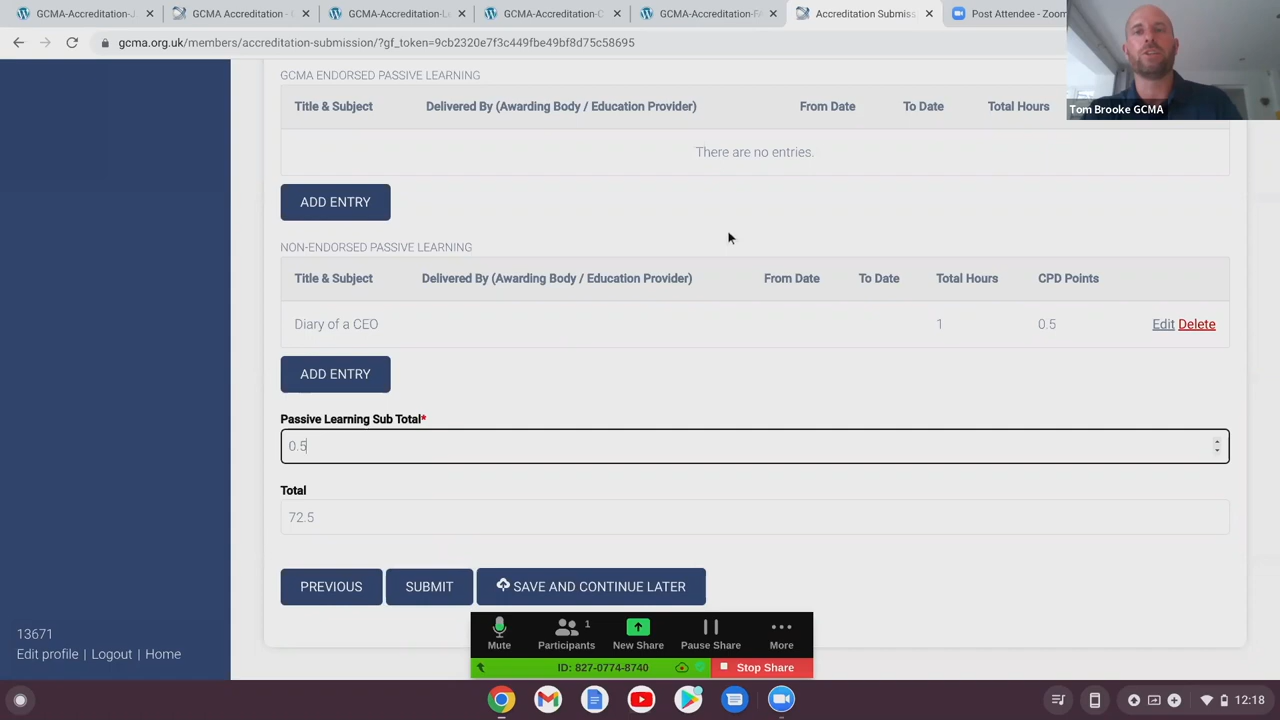 GCMA-Accreditation-J
GCMA Accreditation -
GCMA-Accreditation-Le
GCMA-Accreditation-C
GCMA-Accreditation-FA
Accreditation Submiss
Post Attendee - Zoom
gcma.org.uk/members/accreditation-submission/?gf_token=9cb2320e7f3c449fbe49bf8d75c58695
Tom Brooke GCMA
GCMA ENDORSED PASSIVE LEARNING
Title & Subject Delivered By (Awarding Body / Education Provider) From Date To Date Total Hours
There are no entries.
ADD ENTRY
NON-ENDORSED PASSIVE LEARNING
Title & Subject Delivered By (Awarding Body / Education Provider) From Date To Date Total Hours CPD Points
Diary of a CEO 1 0.5 Edit Delete
ADD ENTRY
Passive Learning Sub Total*
0.5
Total
72.5
PREVIOUS SUBMIT SAVE AND CONTINUE LATER
13671
Edit profile | Logout | Home
1
Mute Participants New Share Pause Share More
ID: 827-0774-8740 Stop Share
12:18